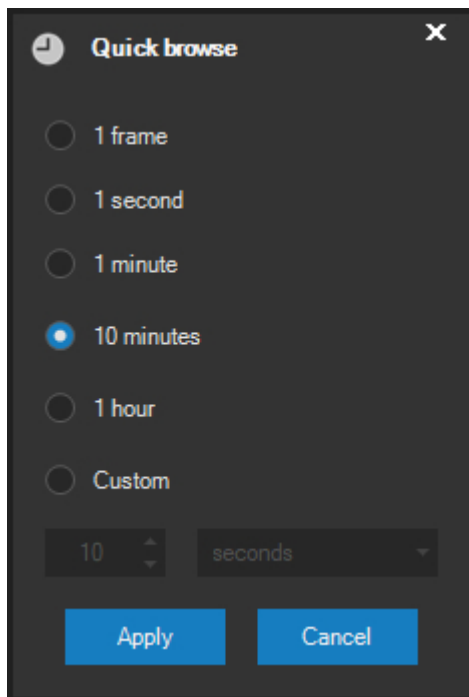 Quick browse
1 frame
1 second
1 minute
10 minutes
1 hour
Custom
10 seconds
Apply Cancel